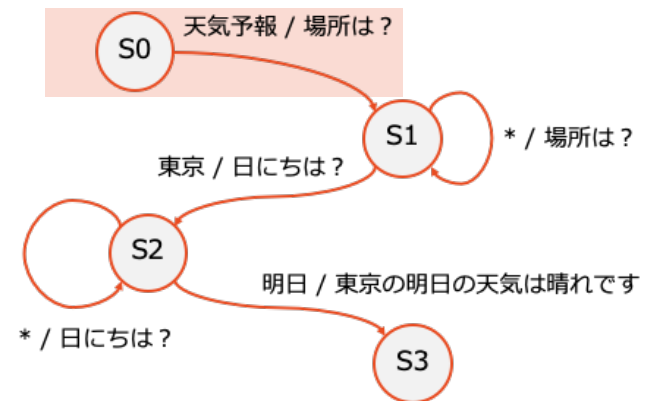 天気予報 / 場所は？
S0
S1
* / 場所は？
東京 / 日にちは？
S2
明日 / 東京の明日の天気は晴れです
* / 日にちは？
S3